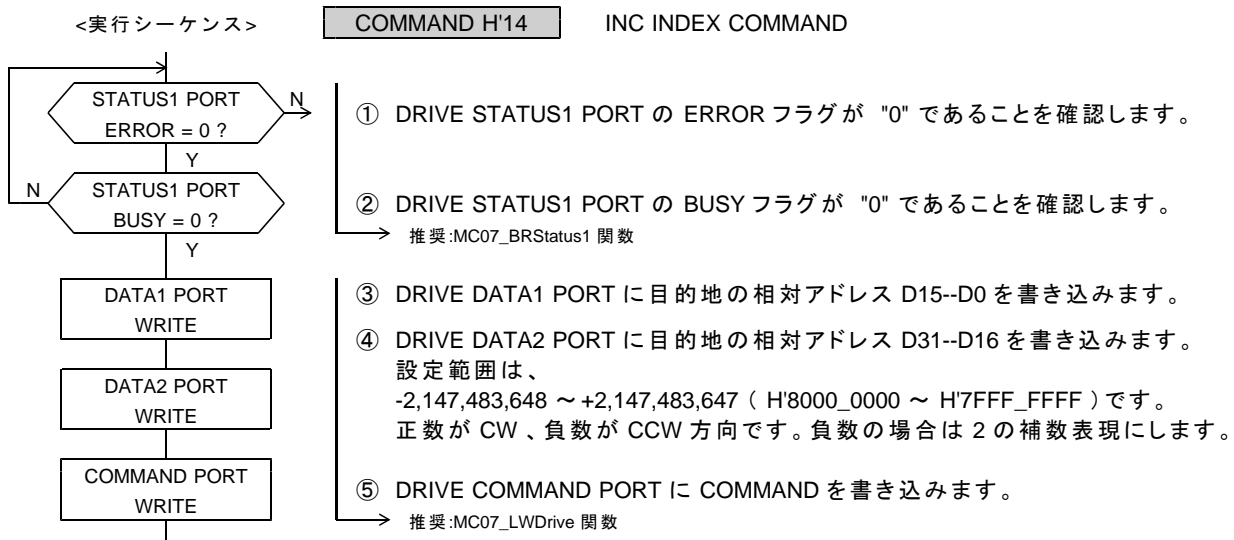 <実行シーケンス>
COMMAND H'14
INC INDEX COMMAND
STATUS1 PORT
ERROR = 0 ?
N
Y
① DRIVE STATUS1 PORT の ERROR フラグが "0" であることを確認します。
N
STATUS1 PORT
BUSY = 0 ?
Y
② DRIVE STATUS1 PORT の BUSY フラグが "0" であることを確認します。
推奨:MC07_BRStatus1 関数
DATA1 PORT
WRITE
③ DRIVE DATA1 PORT に目的地の相対アドレス D15--D0 を書き込みます。
DATA2 PORT
WRITE
④ DRIVE DATA2 PORT に目的地の相対アドレス D31--D16 を書き込みます。
設定範囲は、
-2,147,483,648 ～ +2,147,483,647 ( H'8000_0000 ～ H'7FFF_FFFF ) です。
正数が CW 、負数が CCW 方向です。負数の場合は 2 の補数表現にします。
COMMAND PORT
WRITE
⑤ DRIVE COMMAND PORT に COMMAND を書き込みます。
推奨:MC07_LWDrive 関数